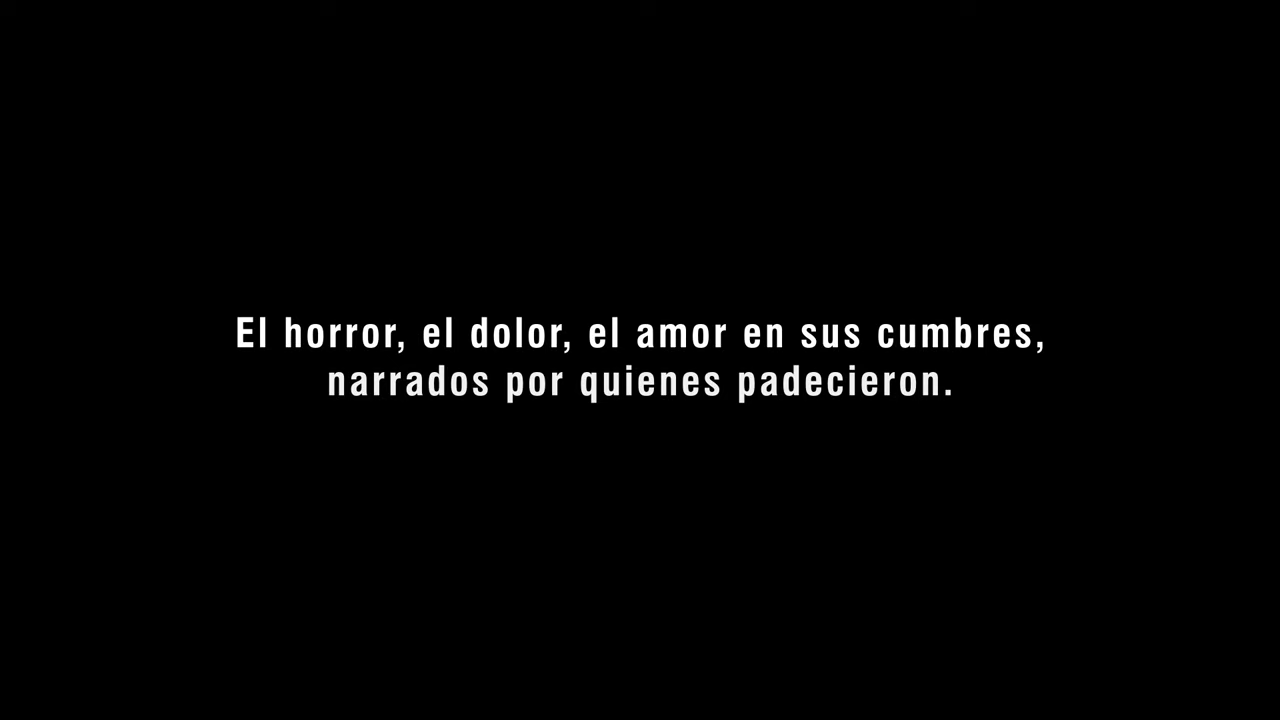 El horror, el dolor, el amor en sus cumbres,
narrados por quienes padecieron.